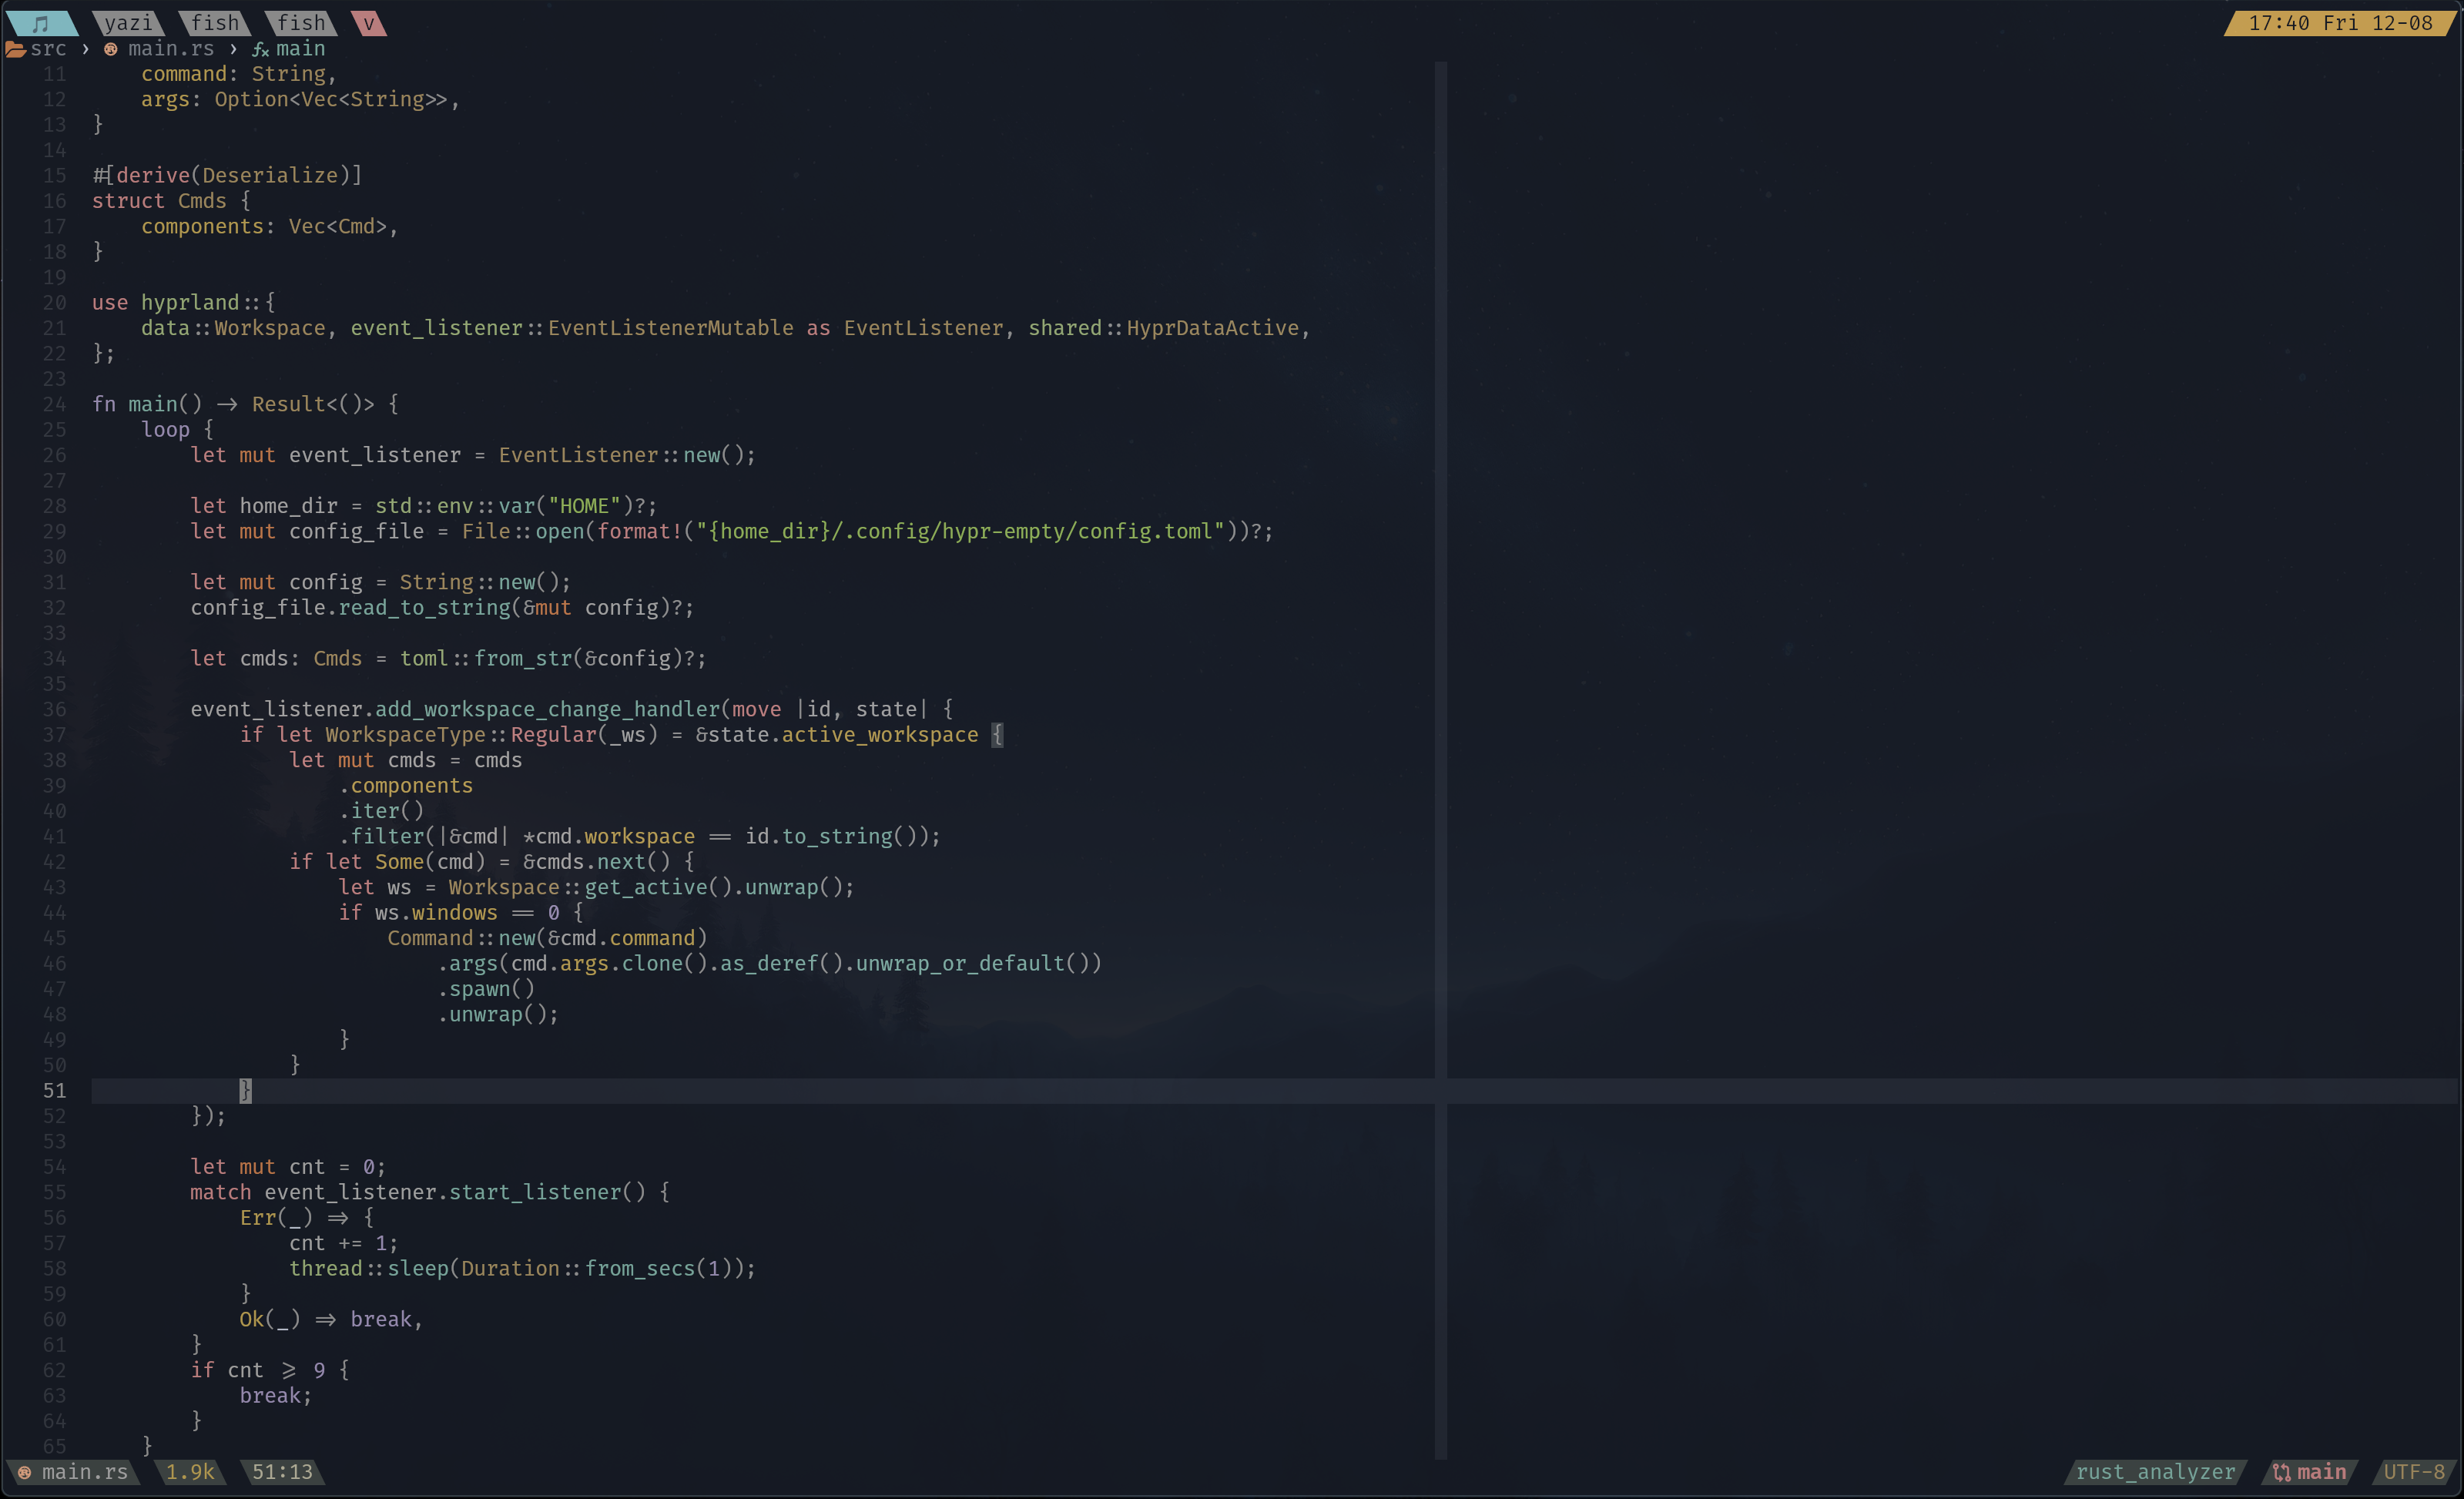 yazi fish fish v 17:40 Fri 12-08
src › main.rs › fx main
11     command: String,
12     args: Option<Vec<String>>,
13 }
14
15 #[derive(Deserialize)]
16 struct Cmds {
17     components: Vec<Cmd>,
18 }
19
20 use hyprland::{
21     data::Workspace, event_listener::EventListenerMutable as EventListener, shared::HyprDataActive,
22 };
23
24 fn main() -> Result<()> {
25     loop {
26         let mut event_listener = EventListener::new();
27
28         let home_dir = std::env::var("HOME")?;
29         let mut config_file = File::open(format!("{home_dir}/.config/hypr-empty/config.toml"))?;
30
31         let mut config = String::new();
32         config_file.read_to_string(&mut config)?;
33
34         let cmds: Cmds = toml::from_str(&config)?;
35
36         event_listener.add_workspace_change_handler(move |id, state| {
37             if let WorkspaceType::Regular(_ws) = &state.active_workspace {
38                 let mut cmds = cmds
39                     .components
40                     .iter()
41                     .filter(|&cmd| *cmd.workspace == id.to_string());
42                 if let Some(cmd) = &cmds.next() {
43                     let ws = Workspace::get_active().unwrap();
44                     if ws.windows == 0 {
45                         Command::new(&cmd.command)
46                             .args(cmd.args.clone().as_deref().unwrap_or_default())
47                             .spawn()
48                             .unwrap();
49                     }
50                 }
51             }
52         });
53
54         let mut cnt = 0;
55         match event_listener.start_listener() {
56             Err(_) => {
57                 cnt += 1;
58                 thread::sleep(Duration::from_secs(1));
59             }
60             Ok(_) => break,
61         }
62         if cnt >= 9 {
63             break;
64         }
65     }
main.rs 1.9k 51:13 rust_analyzer main UTF-8